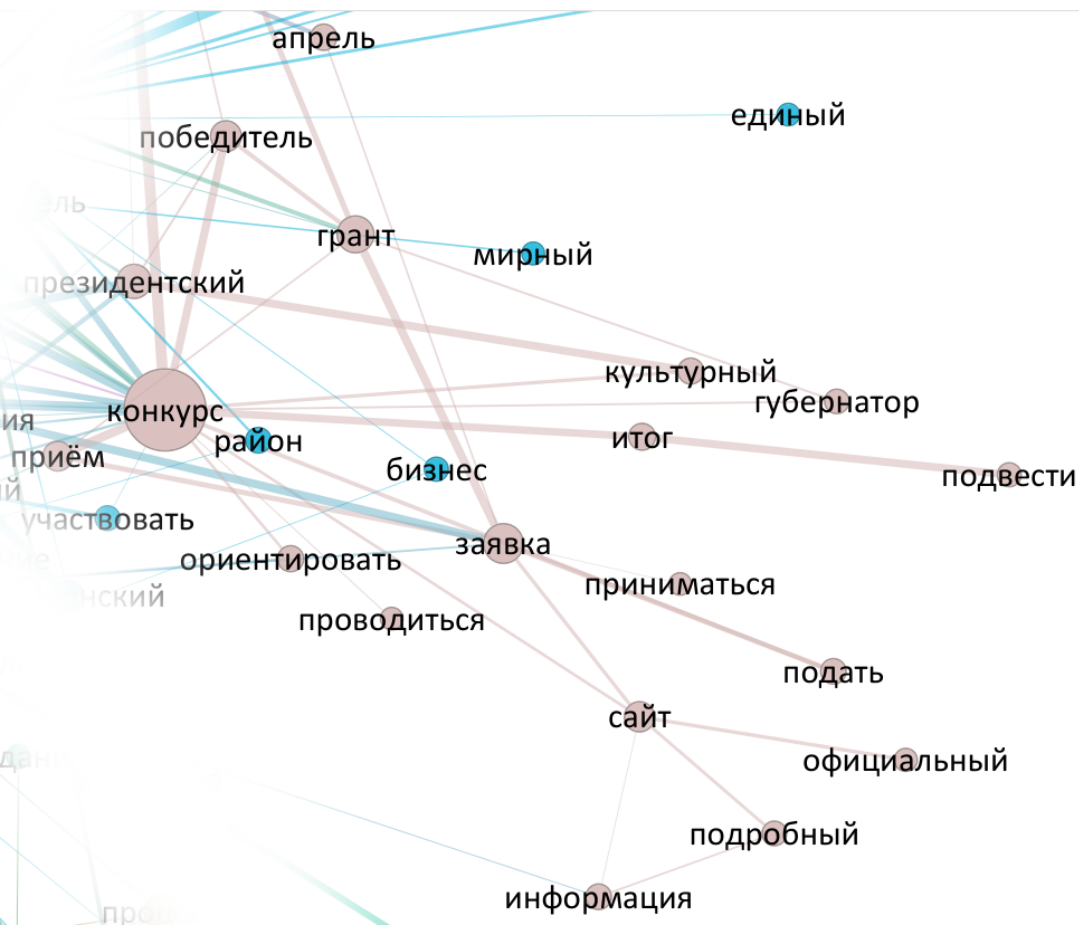 апрель
единый
победитель
грант
мирный
президентский
культурный
губернатор
конкурс
итог
район
приём
бизнес
подвести
участвовать
заявка
ориентировать
приниматься
проводиться
подать
сайт
официальный
подробный
информация